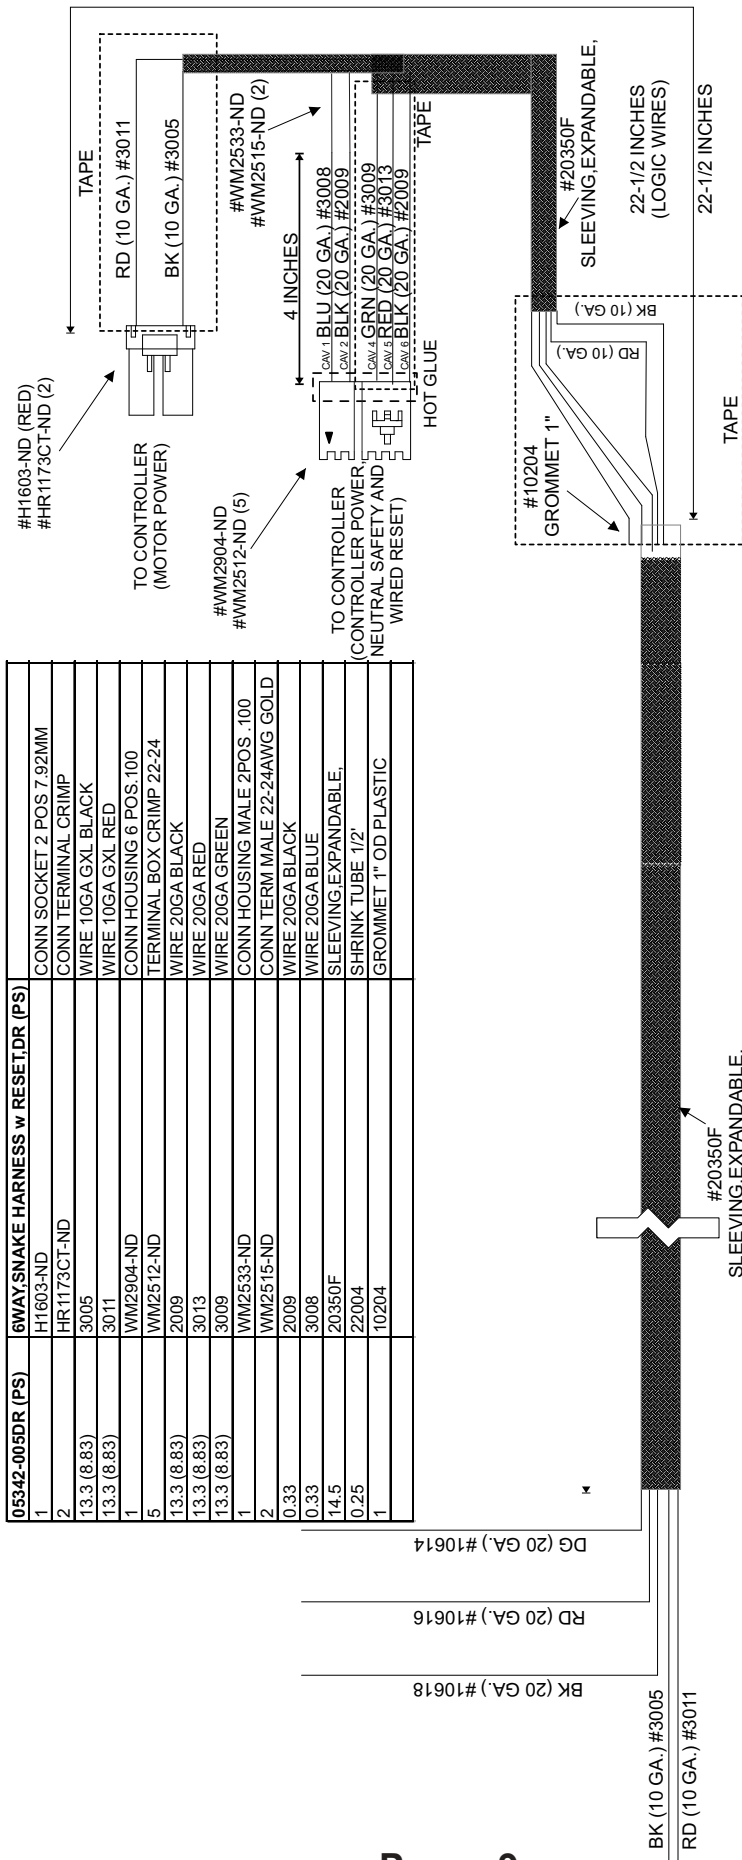 #H1603-ND (RED)
#HR1173CT-ND (2)
TAPE
RD (10 GA.) #3011
BK (10 GA.) #3005
TO CONTROLLER
(MOTOR POWER)
#WM2533-ND
#WM2515-ND (2)
4 INCHES
CAV 1 BLU (20 GA.) #3008
CAV 2 BLK (20 GA.) #2009
CAV 4 GRN (20 GA.) #3009
CAV 5 RED (20 GA.) #3013
CAV 6 BLK (20 GA.) #2009
TAPE
HOT GLUE
#WM2904-ND
#WM2512-ND (5)
TO CONTROLLER
(CONTROLLER POWER,
NEUTRAL SAFETY AND
WIRED RESET)
#20350F
SLEEVING,EXPANDABLE,
22-1/2 INCHES
(LOGIC WIRES)
22-1/2 INCHES
BK (10 GA.)
RD (10 GA.)
#10204
GROMMET 1"
TAPE
05342-005DR (PS) 6WAY,SNAKE HARNESS w RESET,DR (PS)
1 H1603-ND CONN SOCKET 2 POS 7.92MM
2 HR1173CT-ND CONN TERMINAL CRIMP
13.3 (8.83) 3005 WIRE 10GA GXL BLACK
13.3 (8.83) 3011 WIRE 10GA GXL RED
1 WM2904-ND CONN HOUSING 6 POS.100
5 WM2512-ND TERMINAL BOX CRIMP 22-24
13.3 (8.83) 2009 WIRE 20GA BLACK
13.3 (8.83) 3013 WIRE 20GA RED
13.3 (8.83) 3009 WIRE 20GA GREEN
1 WM2533-ND CONN HOUSING MALE 2POS .100
2 WM2515-ND CONN TERM MALE 22-24AWG GOLD
0.33 2009 WIRE 20GA BLACK
0.33 3008 WIRE 20GA BLUE
14.5 20350F SLEEVING,EXPANDABLE,
0.25 22004 SHRINK TUBE 1/2'
1 10204 GROMMET 1" OD PLASTIC
#20350F
SLEEVING,EXPANDABLE,
DG (20 GA.) #10614
RD (20 GA.) #10616
BK (20 GA.) #10618
BK (10 GA.) #3005
RD (10 GA.) #3011